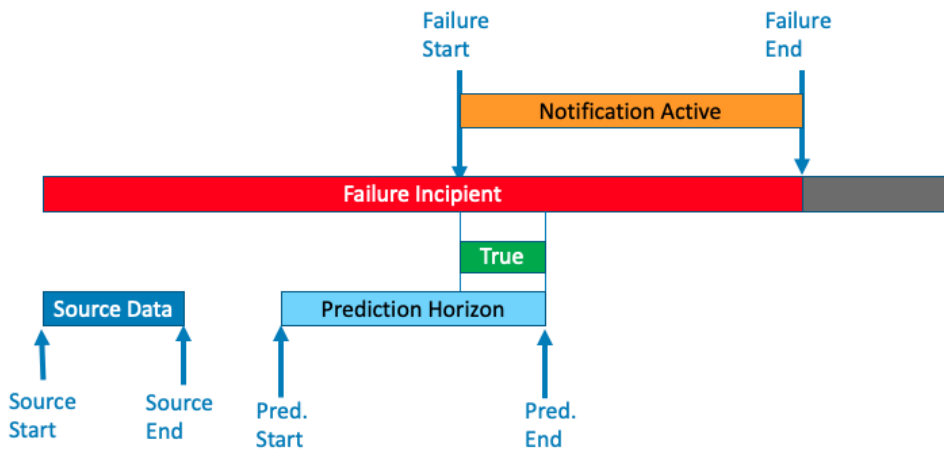 Failure
Start
Failure
End
Notification Active
Failure Incipient
True
Source Data
Prediction Horizon
Source
Start
Source
End
Pred.
Start
Pred.
End